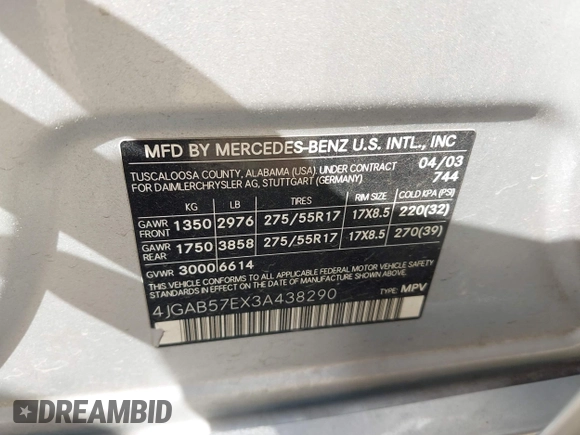 MFD BY MERCEDES-BENZ U.S. INTL., INC
TUSCALOOSA COUNTY, ALABAMA (USA) UNDER CONTRACT 04/03
FOR DAIMLERCHRYSLER AG, STUTTGART (GERMANY) 744
KG LB TIRES RIM SIZE COLD KPA (PSI)
GAWR FRONT 1350 2976 275/55R17 17X8.5 220(32)
GAWR REAR 1750 3858 275/55R17 17X8.5 270(39)
GVWR 3000 6614
THIS VEHICLE CONFORMS TO ALL APPLICABLE FEDERAL MOTOR VEHICLE SAFETY
STANDARDS IN EFFECT ON THE DATE OF MANUFACTURE SHOWN ABOVE
4JGAB57EX3A438290 TYPE: MPV
DREAMBID